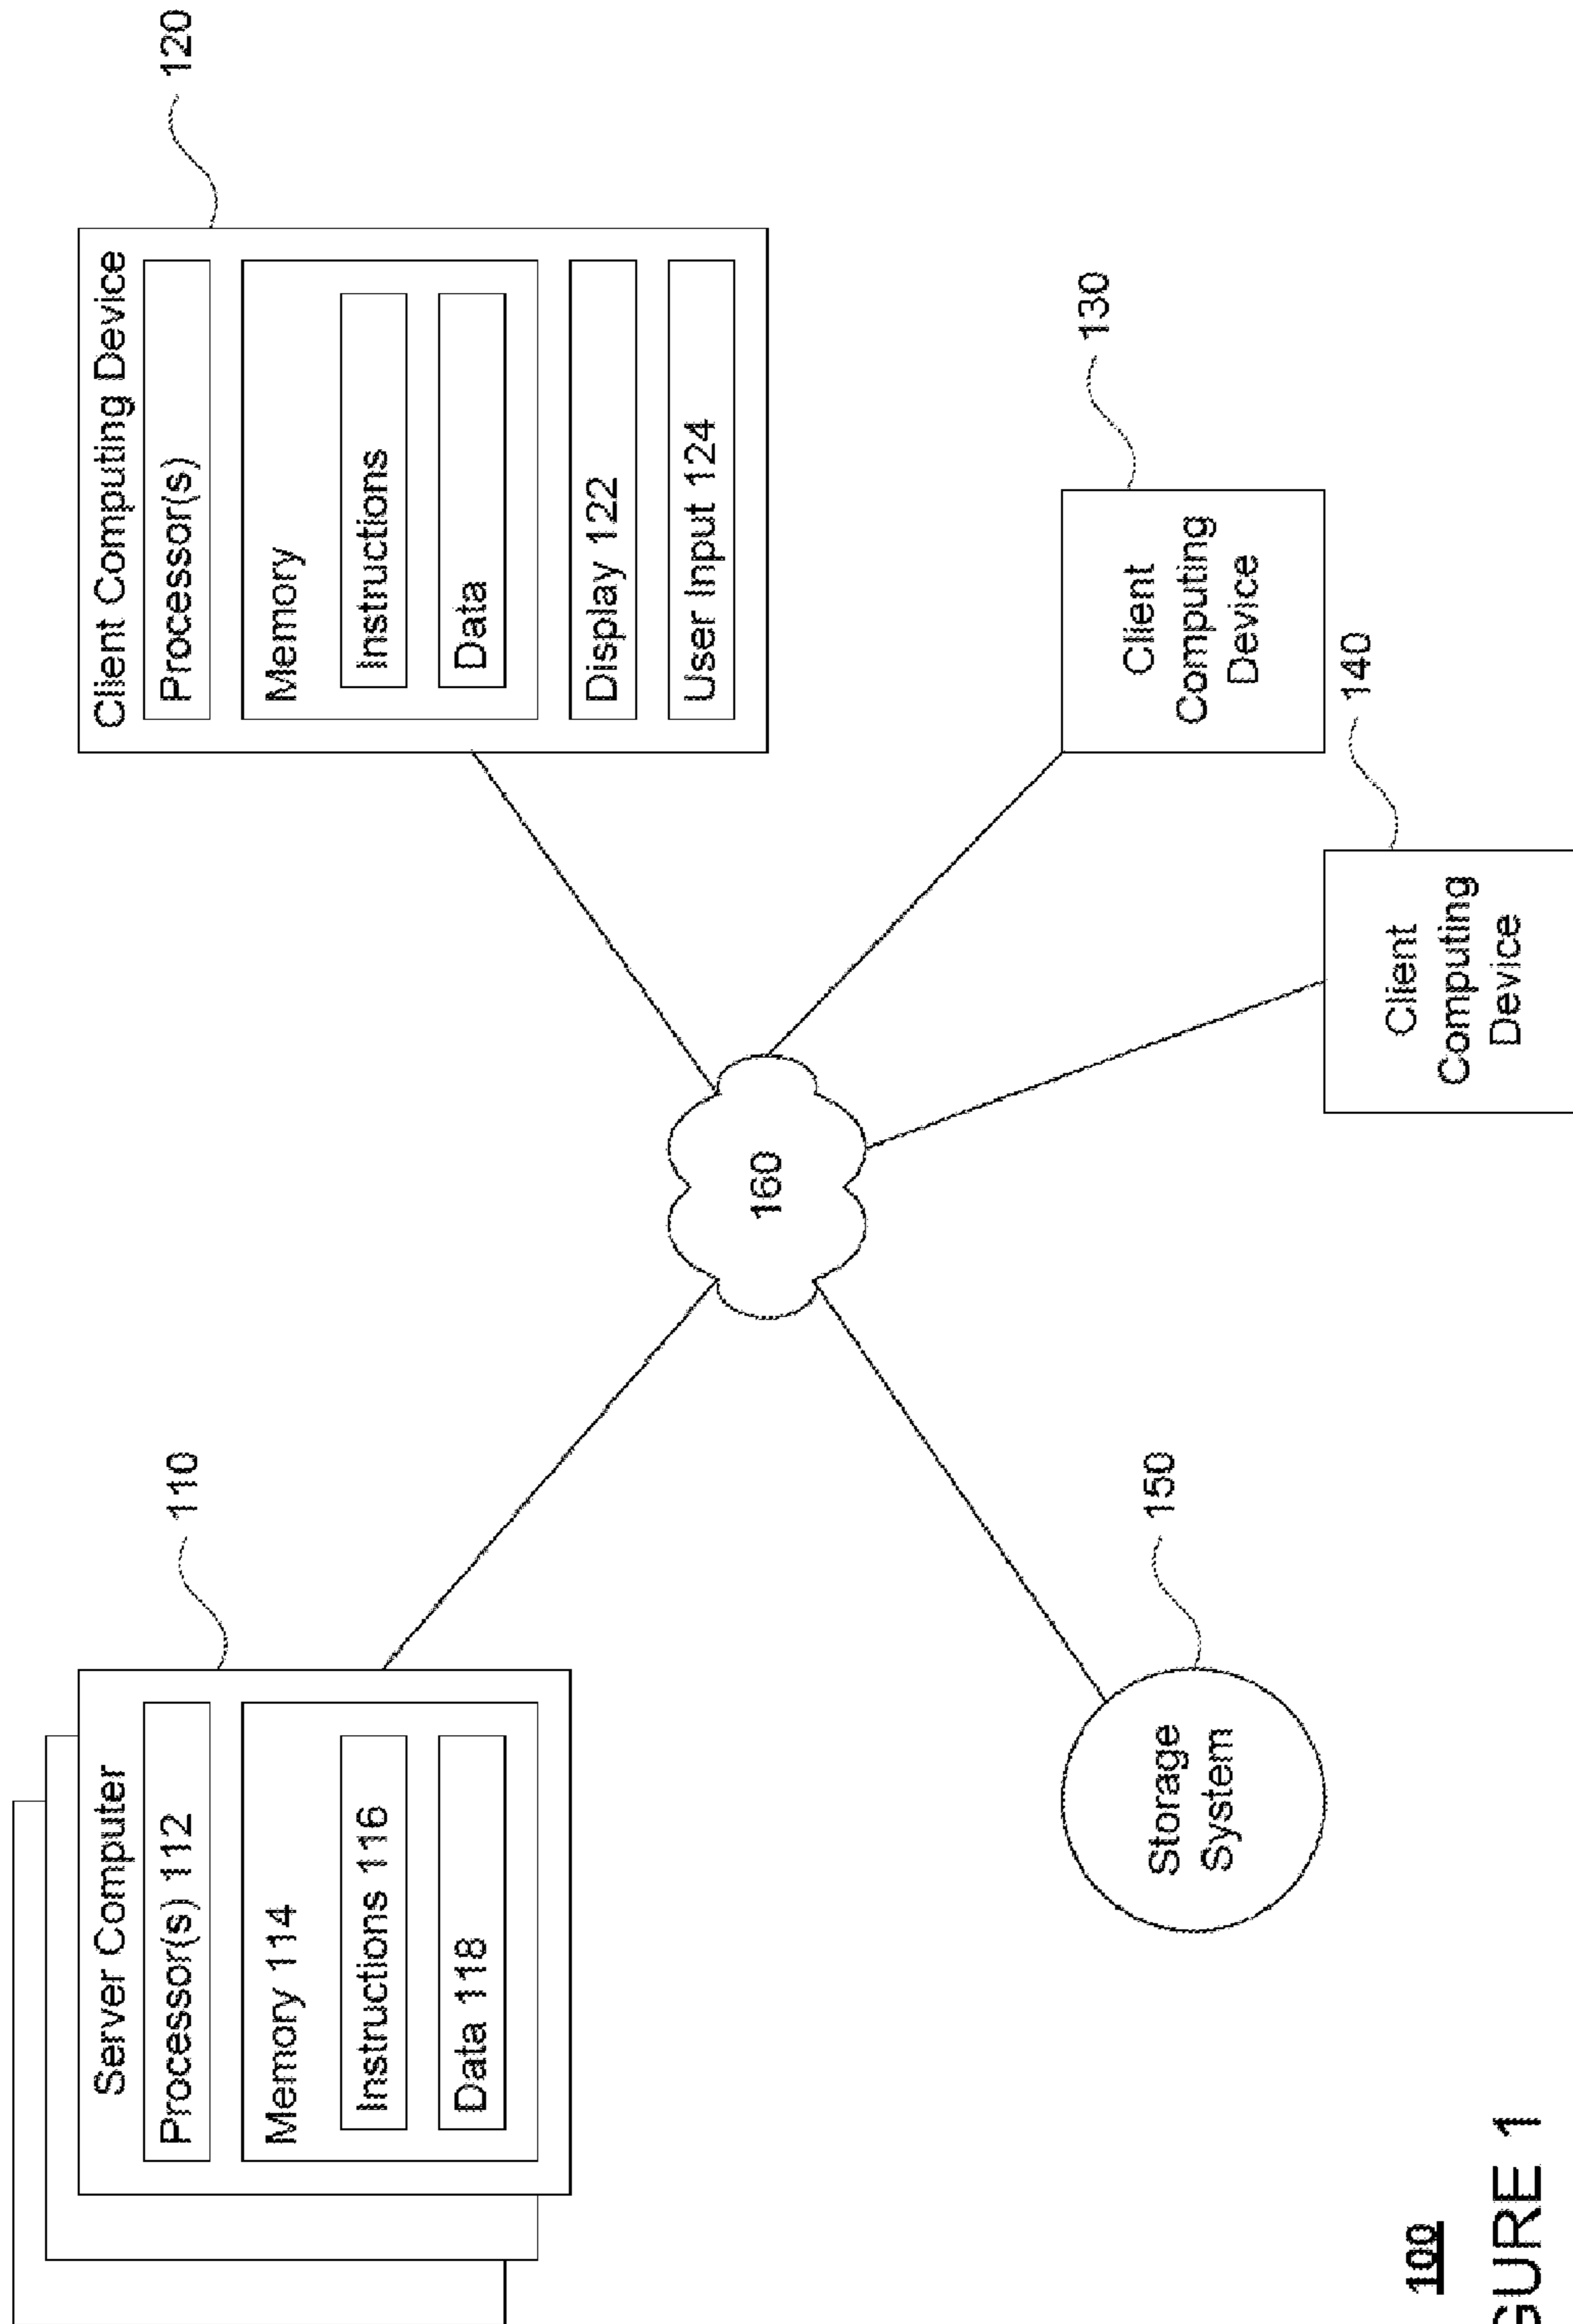 Server Computer
Processor(s) 112
Memory 114
Instructions 116
Data 118
110
Client Computing Device
Processor(s)
Memory
Instructions
Data
Display 122
User Input 124
120
160
Storage
System
150
Client
Computing
Device
130
Client
Computing
Device
140
100
GURE 1